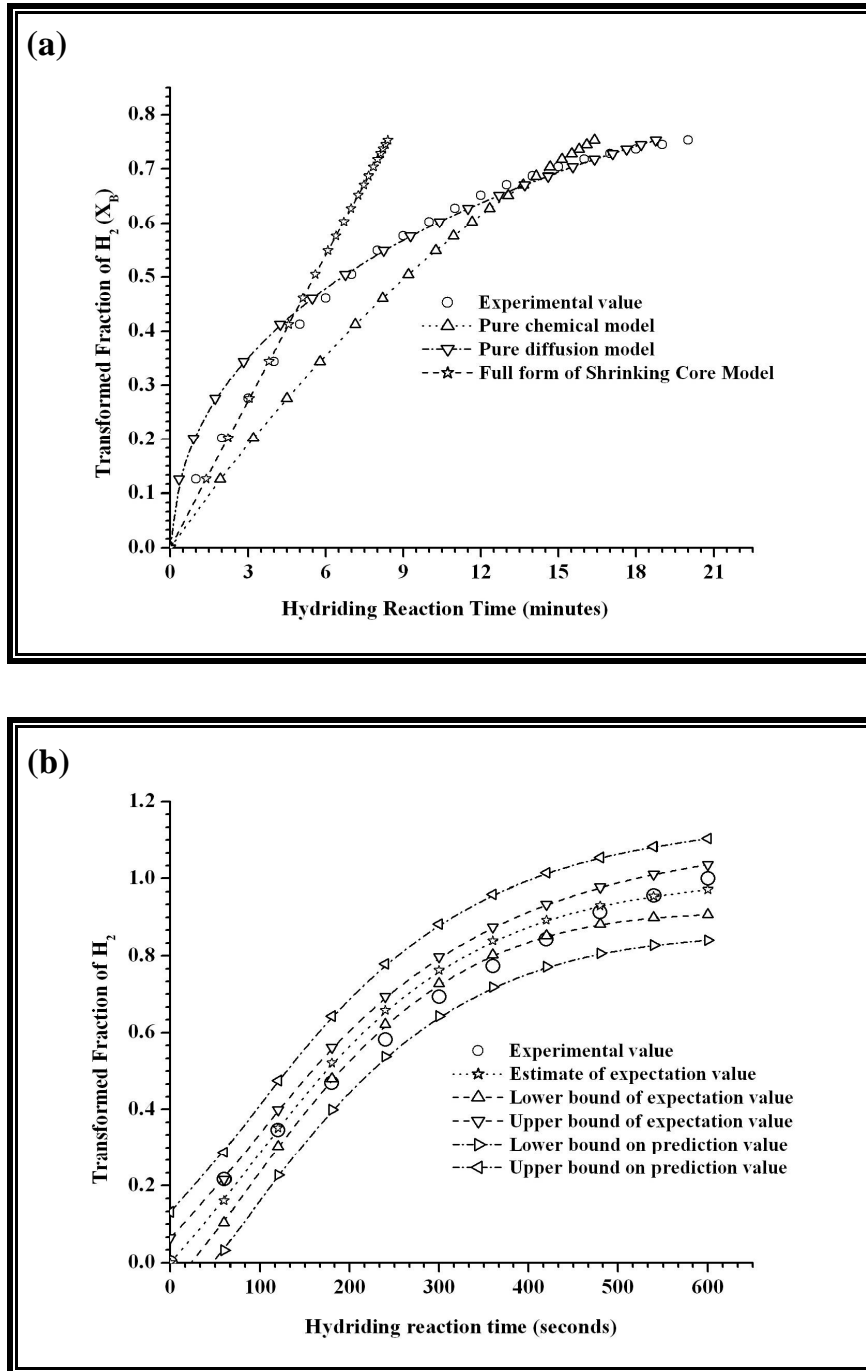 (a)
0.8
0.7
0.6
0.5
0.4
0.3
0.2
0.1
0.0
Transformed Fraction of H2 (XB)
Experimental value
Pure chemical model
Pure diffusion model
Full form of Shrinking Core Model
0 3 6 9 12 15 18 21
Hydriding Reaction Time (minutes)
(b)
1.2
1.0
0.8
0.6
0.4
0.2
0.0
Transformed Fraction of H2
Experimental value
Estimate of expectation value
Lower bound of expectation value
Upper bound of expectation value
Lower bound on prediction value
Upper bound on prediction value
0 100 200 300 400 500 600
Hydriding reaction time (seconds)